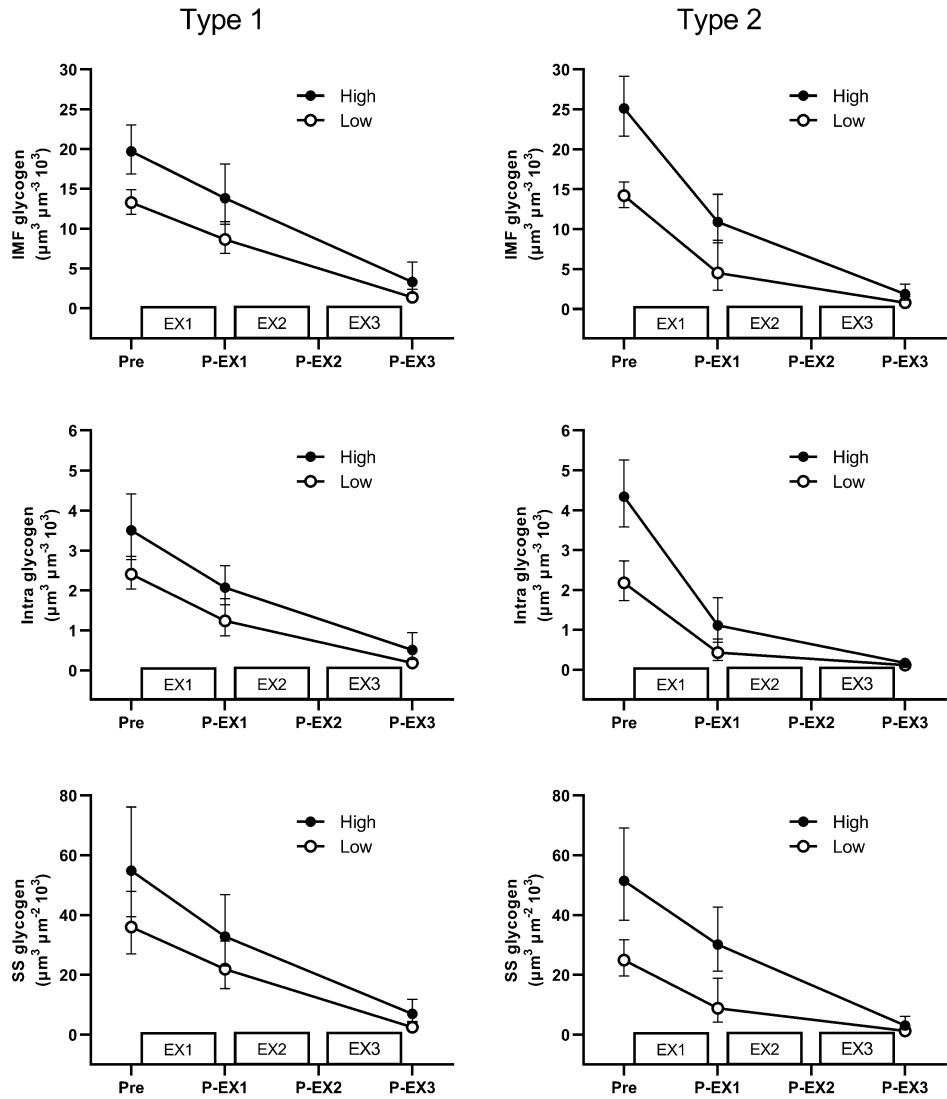 Type 1
Type 2
IMF glycogen
(µm³ µm⁻³ 10³)
30
25
20
15
10
5
0
High
Low
EX1
EX2
EX3
Pre
P-EX1
P-EX2
P-EX3
IMF glycogen
(µm³ µm⁻³ 10³)
30
25
20
15
10
5
0
High
Low
EX1
EX2
EX3
Pre
P-EX1
P-EX2
P-EX3
Intra glycogen
(µm³ µm⁻³ 10³)
6
5
4
3
2
1
0
High
Low
EX1
EX2
EX3
Pre
P-EX1
P-EX2
P-EX3
Intra glycogen
(µm³ µm⁻³ 10³)
6
5
4
3
2
1
0
High
Low
EX1
EX2
EX3
Pre
P-EX1
P-EX2
P-EX3
SS glycogen
(µm³ µm⁻² 10³)
80
60
40
20
0
High
Low
EX1
EX2
EX3
Pre
P-EX1
P-EX2
P-EX3
SS glycogen
(µm³ µm⁻² 10³)
80
60
40
20
0
High
Low
EX1
EX2
EX3
Pre
P-EX1
P-EX2
P-EX3